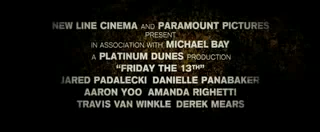 NEW LINE CINEMA AND PARAMOUNT PICTURES
PRESENT
IN ASSOCIATION WITH MICHAEL BAY
A PLATINUM DUNES PRODUCTION
“FRIDAY THE 13TH”
JARED PADALECKI DANIELLE PANABAKER
AARON YOO AMANDA RIGHETTI
TRAVIS VAN WINKLE DEREK MEARS